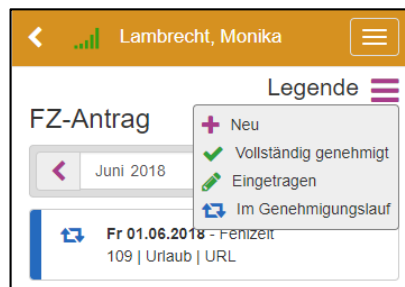 Lambrecht, Monika
Legende
FZ-Antrag
Neu
Vollständig genehmigt
Juni 2018
Eingetragen
Im Genehmigungslauf
Fr 01.06.2018 - Fehlzeit
109 | Urlaub | URL